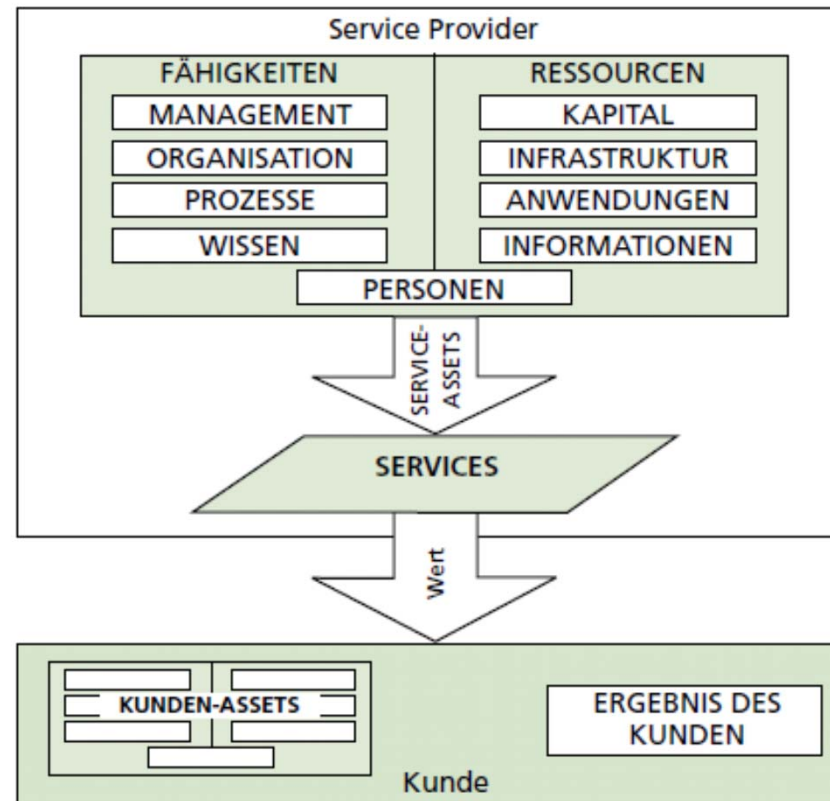 Service Provider
FÄHIGKEITEN
MANAGEMENT
ORGANISATION
PROZESSE
WISSEN
RESSOURCEN
KAPITAL
INFRASTRUKTUR
ANWENDUNGEN
INFORMATIONEN
PERSONEN
SERVICE-
ASSETS
SERVICES
Wert
KUNDEN-ASSETS
ERGEBNIS DES
KUNDEN
Kunde